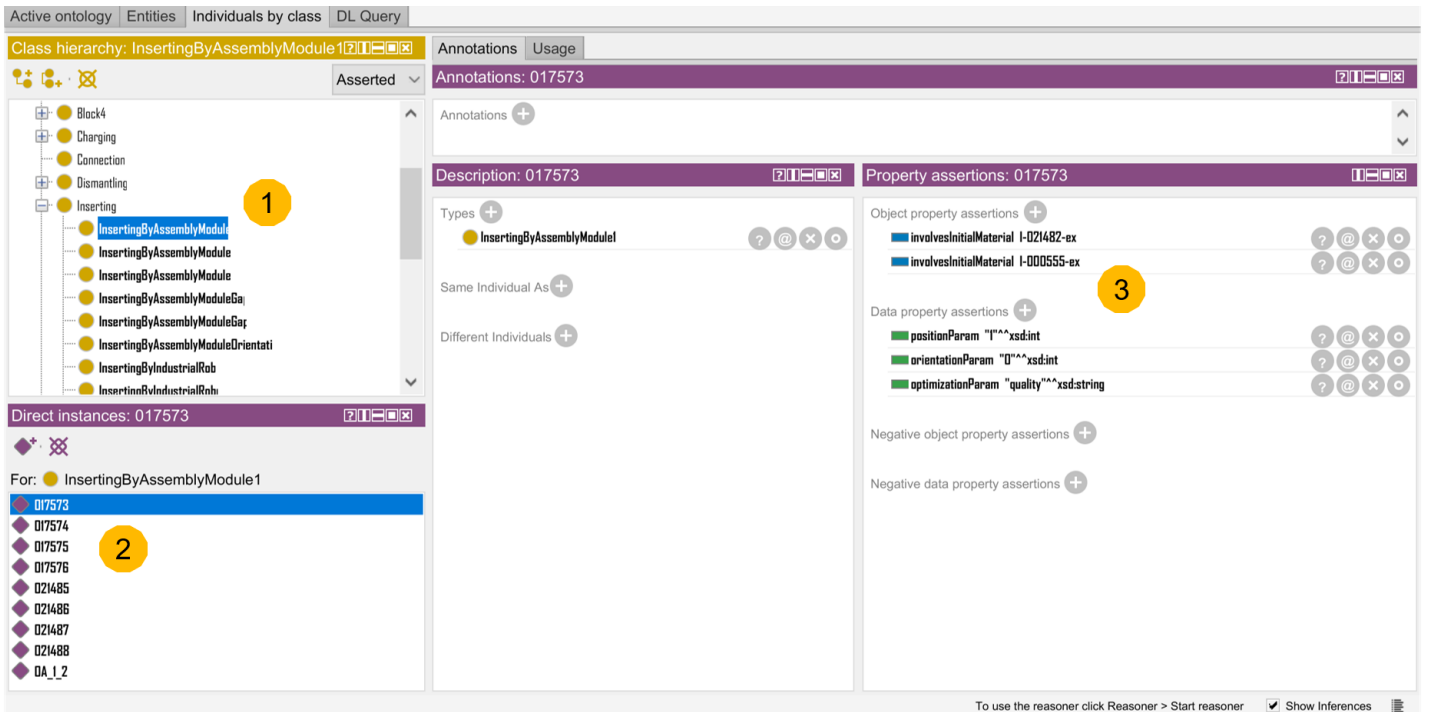 Active ontology Entities Individuals by class DL Query
Class hierarchy: InsertingByAssemblyModule1
Asserted
Block4
Charging
Connection
Dismantling
Inserting
1
InsertingByAssemblyModule
InsertingByAssemblyModule
InsertingByAssemblyModule
InsertingByAssemblyModuleGa
InsertingByAssemblyModuleGap
InsertingByAssemblyModuleOrientati
InsertingByIndustrialRob
InsertingByIndustrialRobo
Direct instances: 017573
For: InsertingByAssemblyModule1
017573
017574
017575
2
017576
021485
021486
021487
021488
OA_1_2
Annotations Usage
Annotations: 017573
Annotations
Description: 017573
Types
InsertingByAssemblyModule1
Same Individual As
Different Individuals
Property assertions: 017573
Object property assertions
involvesInitialMaterial I-021482-ex
involvesInitialMaterial I-000555-ex
3
Data property assertions
positionParam "1"^^xsd:int
orientationParam "0"^^xsd:int
optimizationParam "quality"^^xsd:string
Negative object property assertions
Negative data property assertions
To use the reasoner click Reasoner > Start reasoner Show Inferences